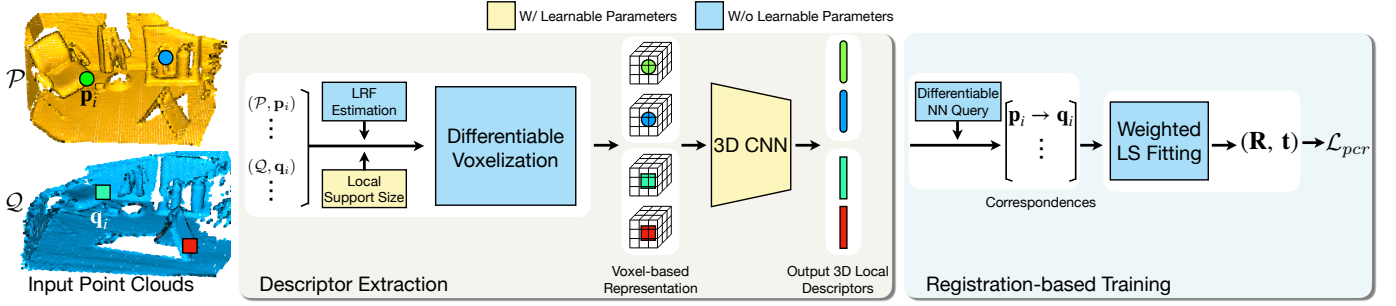 W/ Learnable Parameters
W/o Learnable Parameters
𝒫
p_i
𝒬
q_i
Input Point Clouds
(𝒫, p_i)
⋮
(𝒬, q_i)
⋮
LRF
Estimation
Local
Support Size
Differentiable
Voxelization
Descriptor Extraction
Voxel-based
Representation
3D CNN
Output 3D Local
Descriptors
Differentiable
NN Query
p_i → q_i
⋮
Correspondences
Weighted
LS Fitting
(R, t)
ℒ_pcr
Registration-based Training